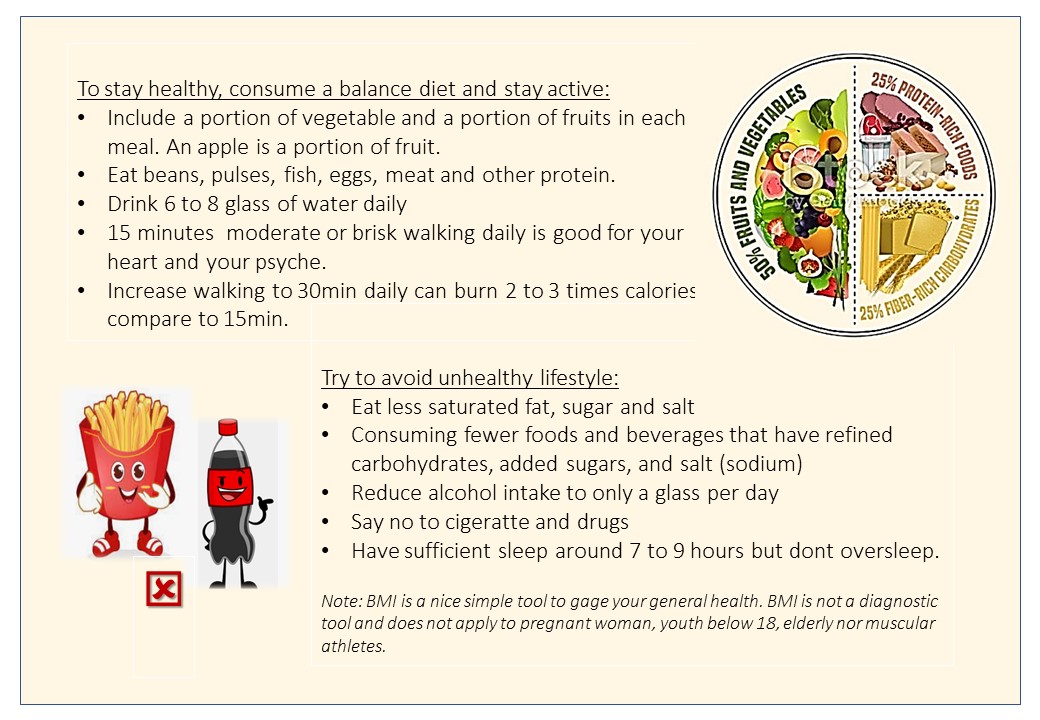 To stay healthy, consume a balance diet and stay active:
• Include a portion of vegetable and a portion of fruits in each
meal. An apple is a portion of fruit.
• Eat beans, pulses, fish, eggs, meat and other protein.
• Drink 6 to 8 glass of water daily
• 15 minutes  moderate or brisk walking daily is good for your
heart and your psyche.
• Increase walking to 30min daily can burn 2 to 3 times calories
compare to 15min.
50% FRUITS AND VEGETABLES
25% PROTEIN-RICH FOODS
25% FIBER-RICH CARBOHYDRATES
Try to avoid unhealthy lifestyle:
• Eat less saturated fat, sugar and salt
• Consuming fewer foods and beverages that have refined
carbohydrates, added sugars, and salt (sodium)
• Reduce alcohol intake to only a glass per day
• Say no to cigeratte and drugs
• Have sufficient sleep around 7 to 9 hours but dont oversleep.
Note: BMI is a nice simple tool to gage your general health. BMI is not a diagnostic
tool and does not apply to pregnant woman, youth below 18, elderly nor muscular
athletes.